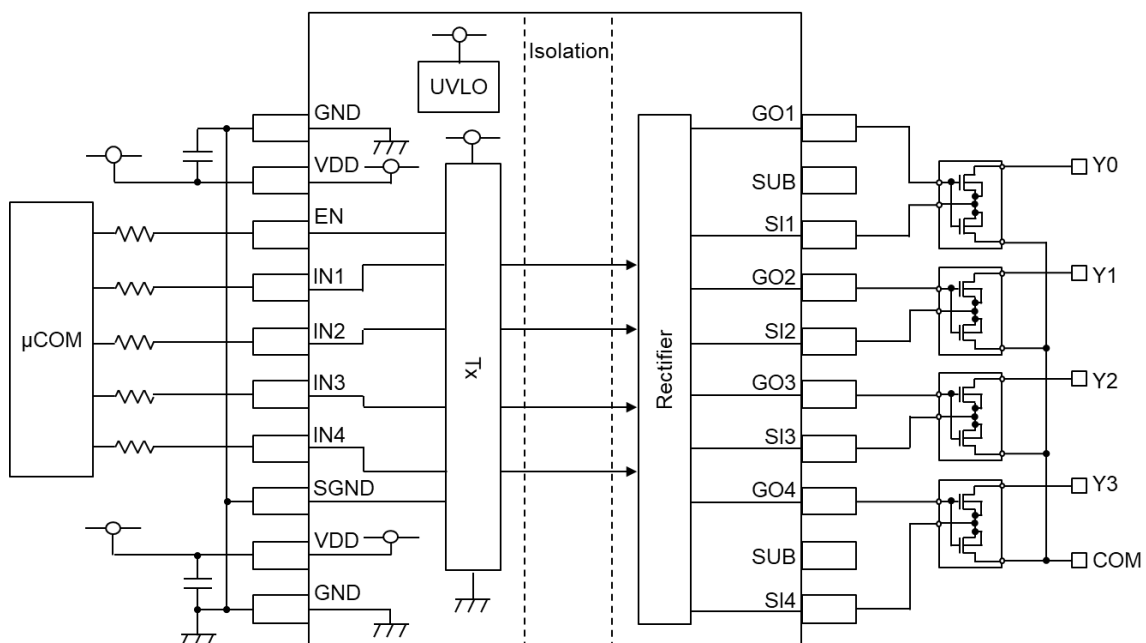 UVLO
Isolation
GND
VDD
EN
IN1
IN2
IN3
IN4
SGND
VDD
GND
µCOM
Tx
Rectifier
GO1
SUB
SI1
GO2
SI2
GO3
SI3
GO4
SUB
SI4
Y0
Y1
Y2
Y3
COM